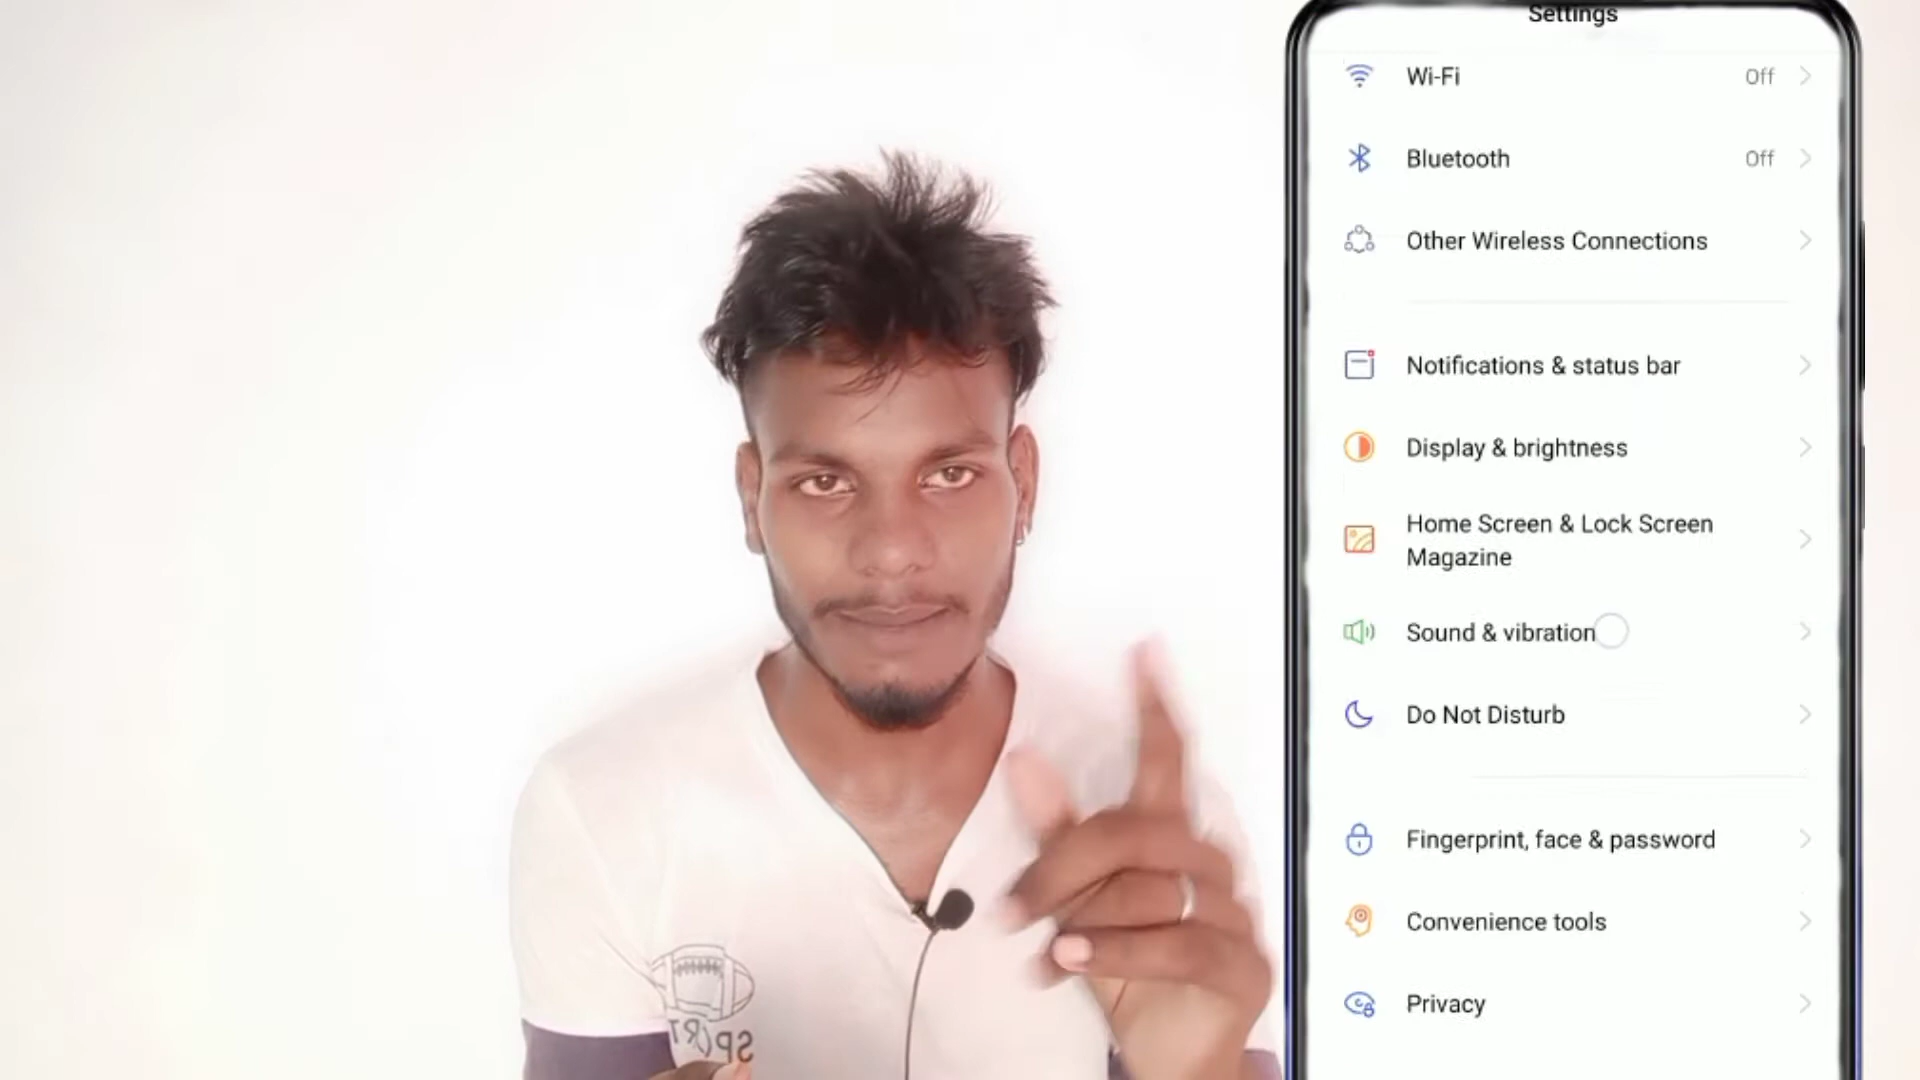 Settings
Wi-Fi Off
Bluetooth Off
Other Wireless Connections
Notifications & status bar
Display & brightness
Home Screen & Lock Screen
Magazine
Sound & vibration
Do Not Disturb
Fingerprint, face & password
Convenience tools
Privacy
SPORT